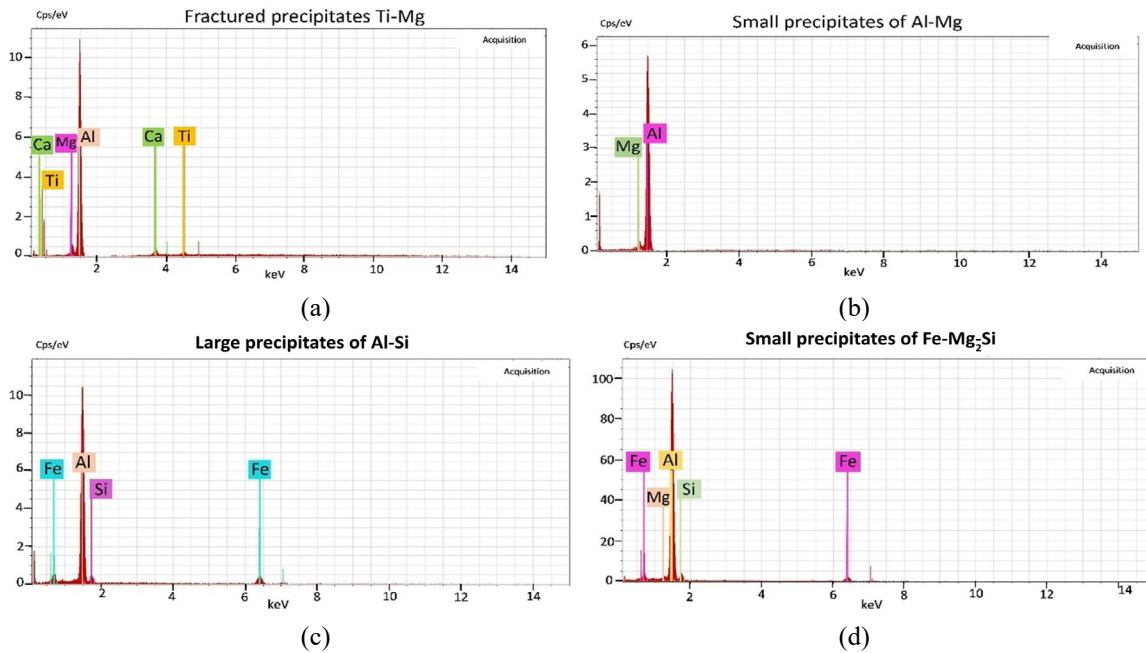 Fractured precipitates Ti-Mg
Cps/eV
Acquisition
10
8
6
4
2
0
Ca
Mg
Al
Ti
Ca
Ti
2
4
6
8
10
12
14
keV
(a)
Small precipitates of Al-Mg
Cps/eV
Acquisition
6
5
4
3
2
1
0
Mg
Al
2
4
6
8
10
12
14
keV
(b)
Large precipitates of Al-Si
Cps/eV
Acquisition
10
8
6
4
2
0
Fe
Al
Si
Fe
2
4
6
8
10
12
14
keV
(c)
Small precipitates of Fe-Mg2Si
Cps/eV
Acquisition
100
80
60
40
20
0
Fe
Mg
Al
Si
Fe
2
4
6
8
10
12
14
keV
(d)